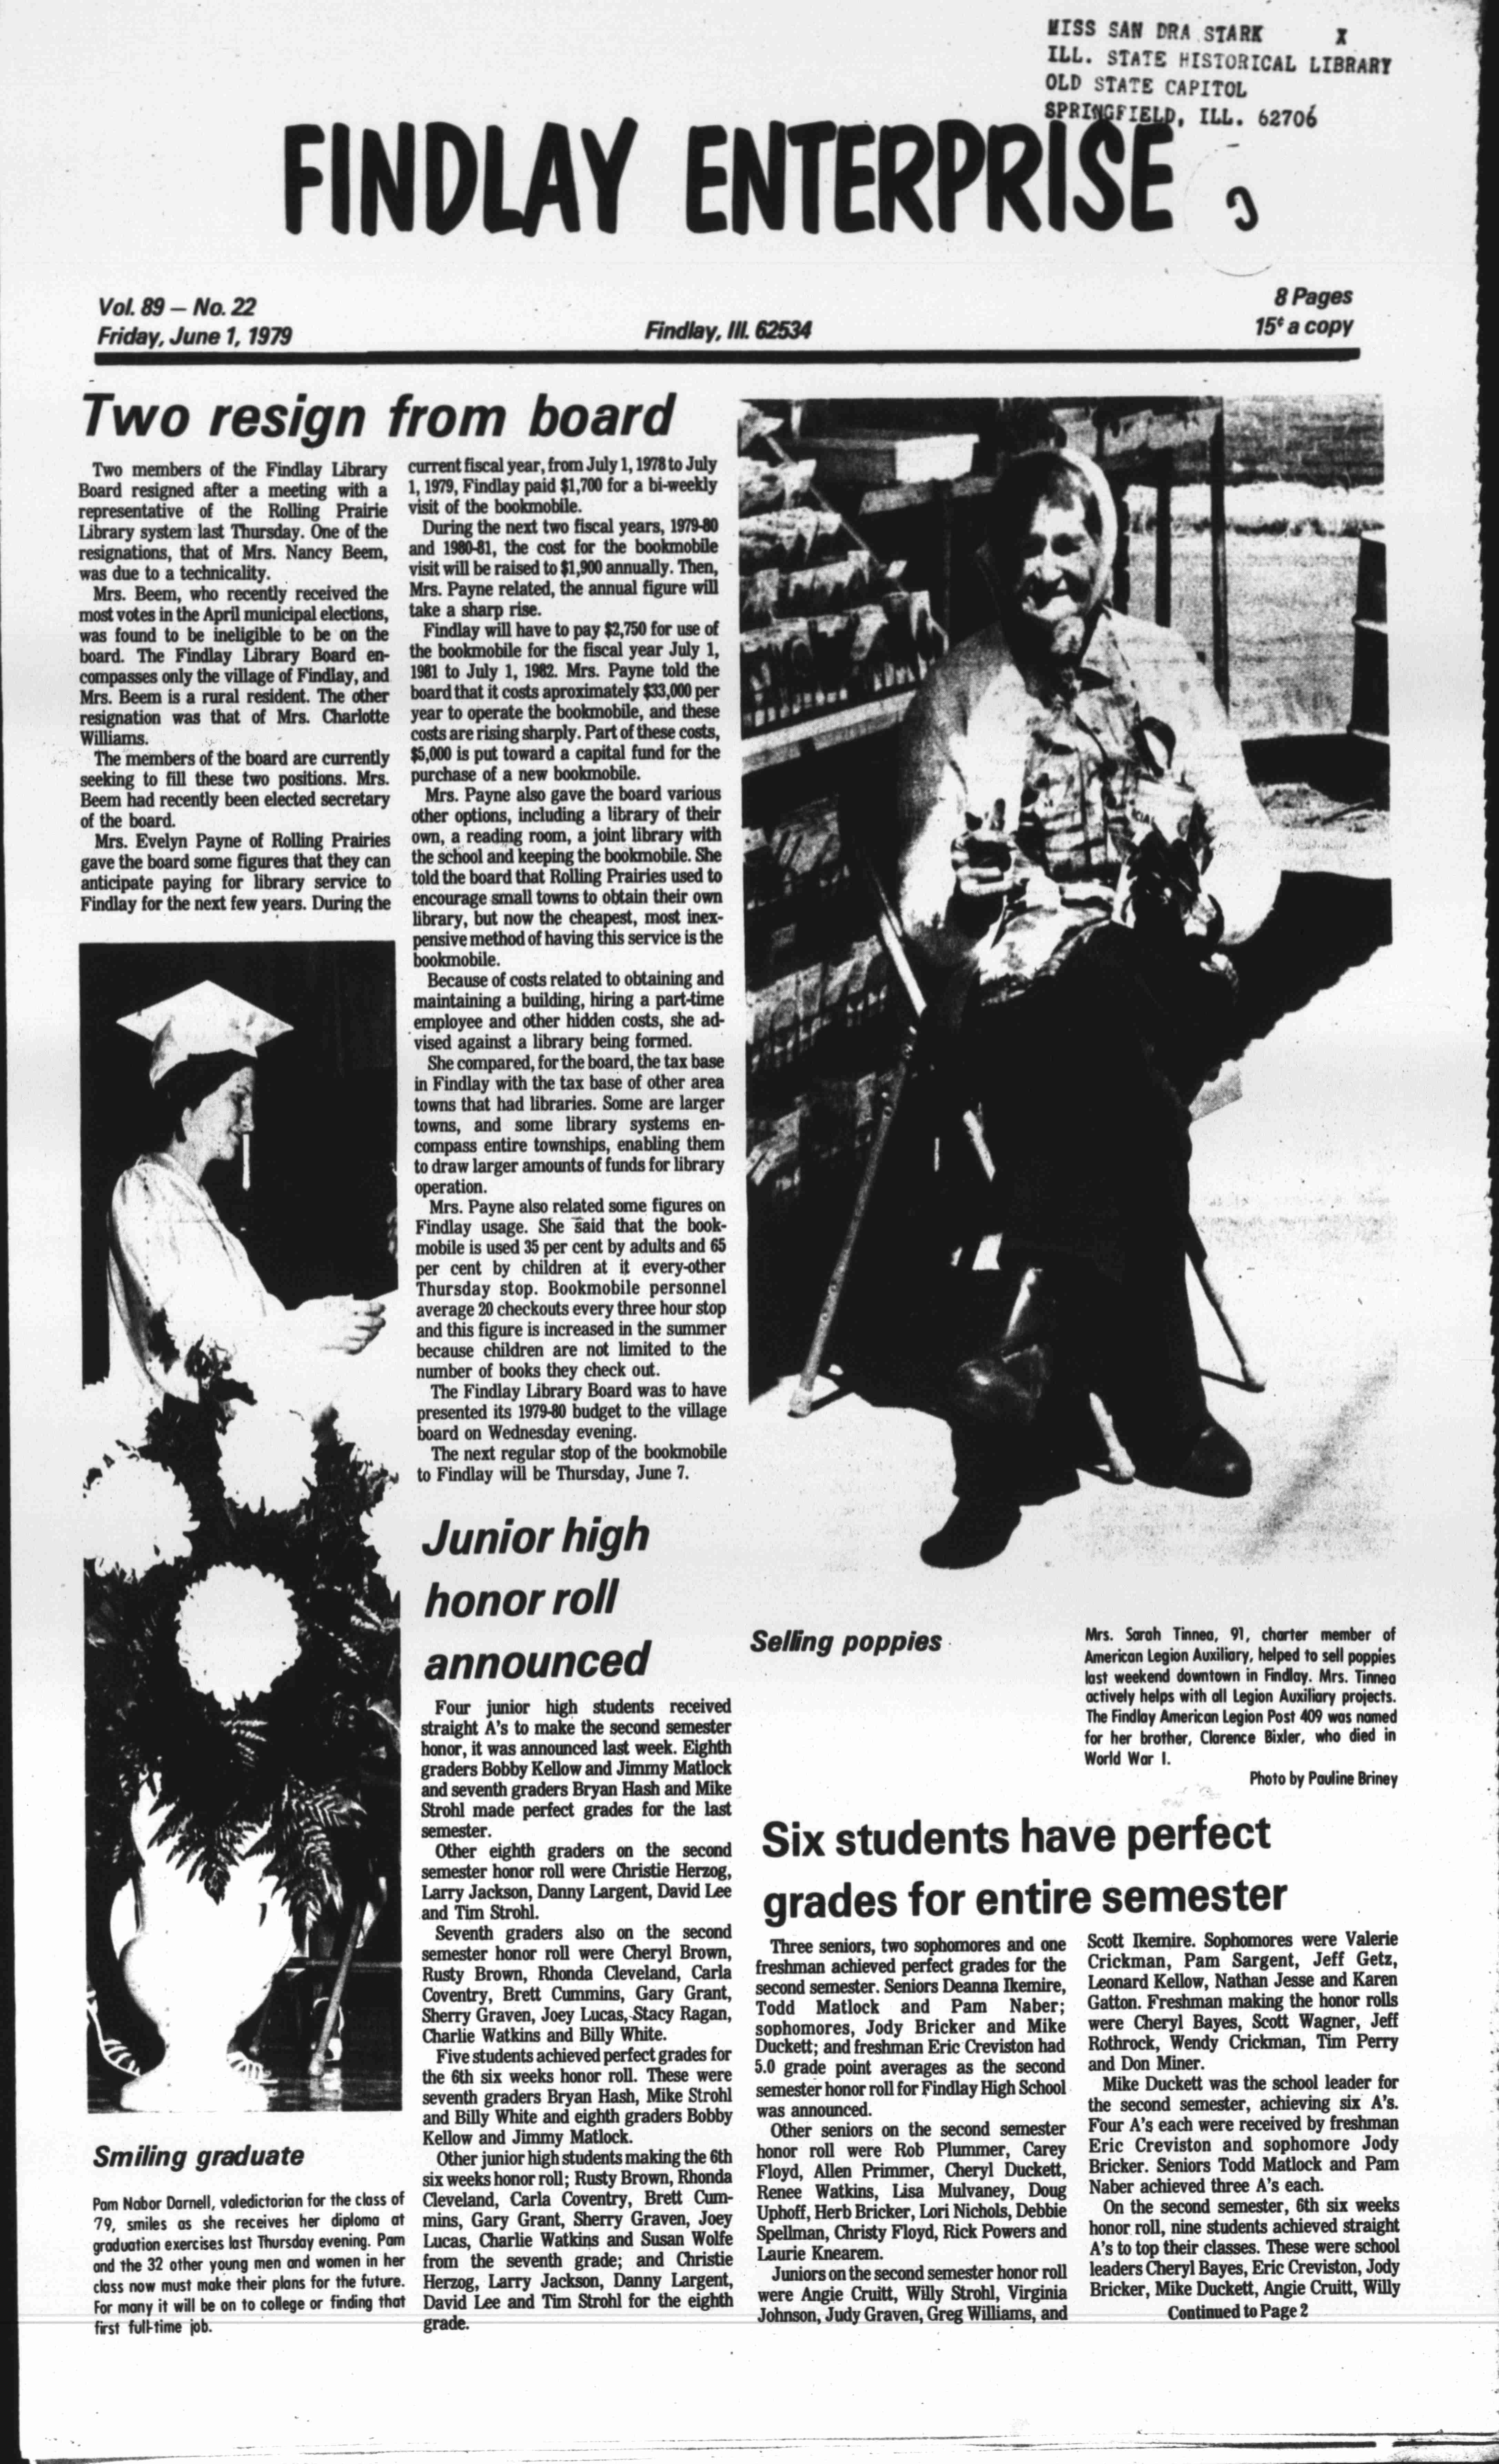 MISS SAN DRA STARK X
ILL. STATE HISTORICAL LIBRARY
OLD STATE CAPITOL
SPRINGFIELD, ILL. 62706
FINDLAY ENTERPRISE
Vol. 89 — No. 22
Friday, June 1, 1979
Findlay, Ill. 62534
8 Pages
15¢ a copy
Two resign from board
Two members of the Findlay Library
Board resigned after a meeting with a
representative of the Rolling Prairie
Library system last Thursday. One of the
resignations, that of Mrs. Nancy Beem,
was due to a technicality.
Mrs. Beem, who recently received the
most votes in the April municipal elections,
was found to be ineligible to be on the
board. The Findlay Library Board en-
compasses only the village of Findlay, and
Mrs. Beem is a rural resident. The other
resignation was that of Mrs. Charlotte
Williams.
The members of the board are currently
seeking to fill these two positions. Mrs.
Beem had recently been elected secretary
of the board.
Mrs. Evelyn Payne of Rolling Prairies
gave the board some figures that they can
anticipate paying for library service to
Findlay for the next few years. During the
current fiscal year, from July 1, 1978 to July
1, 1979, Findlay paid $1,700 for a bi-weekly
visit of the bookmobile.
During the next two fiscal years, 1979-80
and 1980-81, the cost for the bookmobile
visit will be raised to $1,900 annually. Then,
Mrs. Payne related, the annual figure will
take a sharp rise.
Findlay will have to pay $2,750 for use of
the bookmobile for the fiscal year July 1,
1981 to July 1, 1982. Mrs. Payne told the
board that it costs aproximately $33,000 per
year to operate the bookmobile, and these
costs are rising sharply. Part of these costs,
$5,000 is put toward a capital fund for the
purchase of a new bookmobile.
Mrs. Payne also gave the board various
other options, including a library of their
own, a reading room, a joint library with
the school and keeping the bookmobile. She
told the board that Rolling Prairies used to
encourage small towns to obtain their own
library, but now the cheapest, most inex-
pensive method of having this service is the
bookmobile.
Because of costs related to obtaining and
maintaining a building, hiring a part-time
employee and other hidden costs, she ad-
vised against a library being formed.
She compared, for the board, the tax base
in Findlay with the tax base of other area
towns that had libraries. Some are larger
towns, and some library systems en-
compass entire townships, enabling them
to draw larger amounts of funds for library
operation.
Mrs. Payne also related some figures on
Findlay usage. She said that the book-
mobile is used 35 per cent by adults and 65
per cent by children at it every-other
Thursday stop. Bookmobile personnel
average 20 checkouts every three hour stop
and this figure is increased in the summer
because children are not limited to the
number of books they check out.
The Findlay Library Board was to have
presented its 1979-80 budget to the village
board on Wednesday evening.
The next regular stop of the bookmobile
to Findlay will be Thursday, June 7.
Smiling graduate
Pam Nabor Darnell, valedictorian for the class of
79, smiles as she receives her diploma at
graduation exercises last Thursday evening. Pam
and the 32 other young men and women in her
class now must make their plans for the future.
For many it will be on to college or finding that
first full-time job.
Junior high
honor roll
announced
Four junior high students received
straight A's to make the second semester
honor, it was announced last week. Eighth
graders Bobby Kellow and Jimmy Matlock
and seventh graders Bryan Hash and Mike
Strohl made perfect grades for the last
semester.
Other eighth graders on the second
semester honor roll were Christie Herzog,
Larry Jackson, Danny Largent, David Lee
and Tim Strohl.
Seventh graders also on the second
semester honor roll were Cheryl Brown,
Rusty Brown, Rhonda Cleveland, Carla
Coventry, Brett Cummins, Gary Grant,
Sherry Graven, Joey Lucas, Stacy Ragan,
Charlie Watkins and Billy White.
Five students achieved perfect grades for
the 6th six weeks honor roll. These were
seventh graders Bryan Hash, Mike Strohl
and Billy White and eighth graders Bobby
Kellow and Jimmy Matlock.
Other junior high students making the 6th
six weeks honor roll; Rusty Brown, Rhonda
Cleveland, Carla Coventry, Brett Cum-
mins, Gary Grant, Sherry Graven, Joey
Lucas, Charlie Watkins and Susan Wolfe
from the seventh grade; and Christie
Herzog, Larry Jackson, Danny Largent,
David Lee and Tim Strohl for the eighth
grade.
Selling poppies
Mrs. Sarah Tinnea, 91, charter member of
American Legion Auxiliary, helped to sell poppies
last weekend downtown in Findlay. Mrs. Tinnea
actively helps with all Legion Auxiliary projects.
The Findlay American Legion Post 409 was named
for her brother, Clarence Bixler, who died in
World War I.
Photo by Pauline Briney
Six students have perfect
grades for entire semester
Three seniors, two sophomores and one
freshman achieved perfect grades for the
second semester. Seniors Deanna Ikemire,
Todd Matlock and Pam Naber;
sophomores, Jody Bricker and Mike
Duckett; and freshman Eric Creviston had
5.0 grade point averages as the second
semester honor roll for Findlay High School
was announced.
Other seniors on the second semester
honor roll were Rob Plummer, Carey
Floyd, Allen Primmer, Cheryl Duckett,
Renee Watkins, Lisa Mulvaney, Doug
Uphoff, Herb Bricker, Lori Nichols, Debbie
Spellman, Christy Floyd, Rick Powers and
Laurie Knearem.
Juniors on the second semester honor roll
were Angie Cruitt, Willy Strohl, Virginia
Johnson, Judy Graven, Greg Williams, and
Scott Ikemire. Sophomores were Valerie
Crickman, Pam Sargent, Jeff Getz,
Leonard Kellow, Nathan Jesse and Karen
Gatton. Freshman making the honor rolls
were Cheryl Bayes, Scott Wagner, Jeff
Rothrock, Wendy Crickman, Tim Perry
and Don Miner.
Mike Duckett was the school leader for
the second semester, achieving six A's.
Four A's each were received by freshman
Eric Creviston and sophomore Jody
Bricker. Seniors Todd Matlock and Pam
Naber achieved three A's each.
On the second semester, 6th six weeks
honor roll, nine students achieved straight
A's to top their classes. These were school
leaders Cheryl Bayes, Eric Creviston, Jody
Bricker, Mike Duckett, Angie Cruitt, Willy
Continued to Page 2